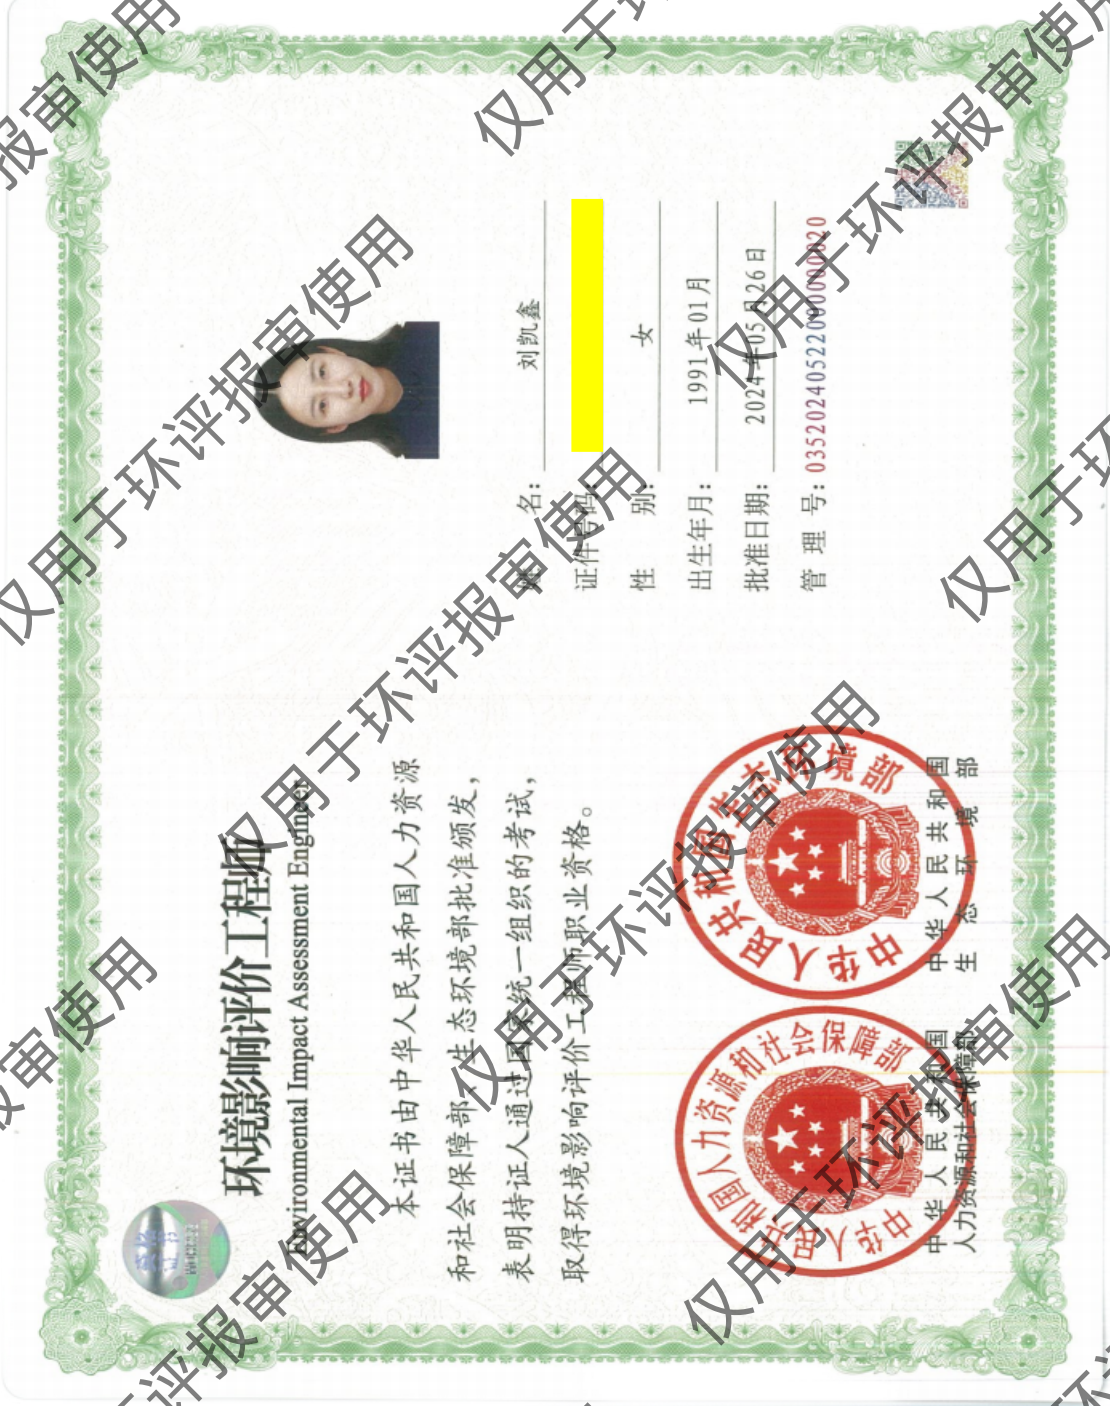 环境影响评价工程师
Environmental Impact Assessment Engineer
本证书由中华人民共和国人力资源
和社会保障部、生态环境部批准颁发，
表明持证人通过国家统一组织的考试，
取得环境影响评价工程师职业资格。
姓 名： 刘凯鑫
证件号码：
性 别： 女
出生年月： 1991年01月
批准日期： 2024年05月26日
管 理 号： 03520240522000000020
中华人民共和国人力资源和社会保障部
中华人民共和国生态环境部
中华人民共和国
人力资源和社会保障部
中华人民共和国
生态环境部
仅用于环评报审使用